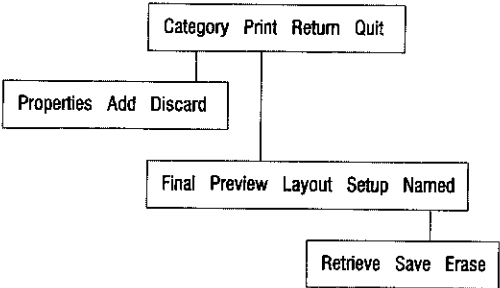 Category Print Return Quit
Properties Add Discard
Final Preview Layout Setup Named
Retrieve Save Erase